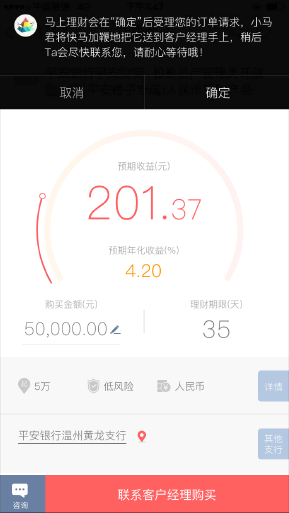 马上理财会在“确定”后受理您的订单请求，小马
君将快马加鞭地把它送到客户经理手上，稍后
Ta会尽快联系您，请耐心等待哦！
取消
确定
预期收益(元)
201.37
预期年化收益(%)
4.20
购买金额(元)
理财期限(天)
50,000.00
35
5万
低风险
人民币
详情
平安银行温州黄龙支行
其他
支行
咨询
联系客户经理购买